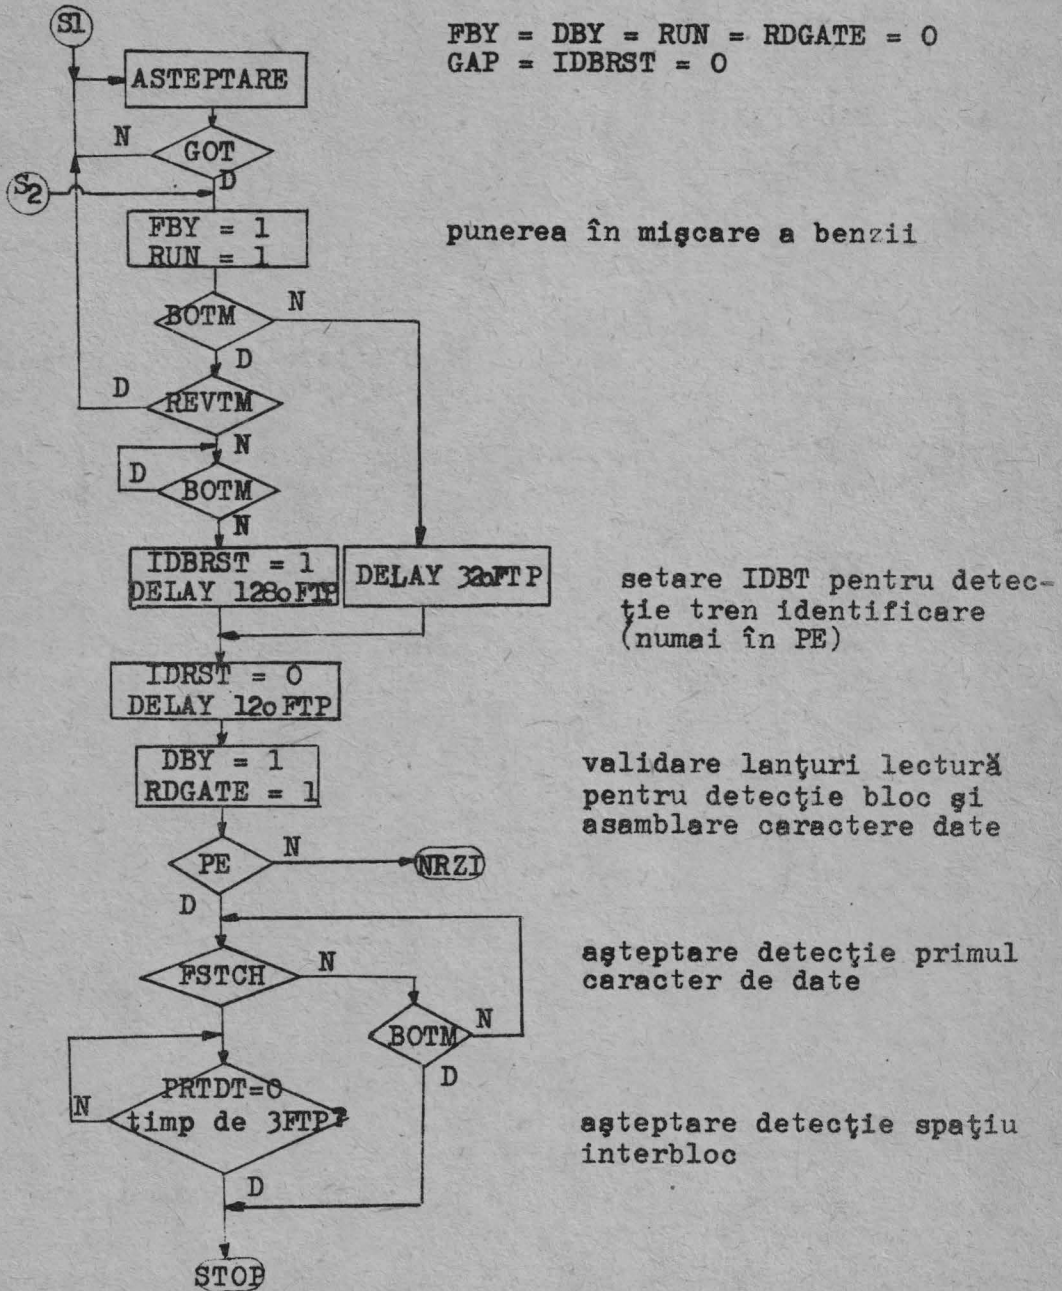 S1
FBY = DBY = RUN = RDGATE = 0
GAP = IDBRST = 0
ASTEPTARE
N
GOT
D
S2
FBY = 1
RUN = 1
punerea în mişcare a benzii
BOTM
N
D
D
REVTM
N
D
BOTM
N
IDBRST = 1
DELAY 128oFTP
DELAY 32oFTP
setare IDBT pentru detec-
ţie tren identificare
(numai în PE)
IDRST = 0
DELAY 12oFTP
DBY = 1
RDGATE = 1
validare lanţuri lectură
pentru detecţie bloc şi
asamblare caractere date
PE
N
NRZI
D
FSTCH
N
aşteptare detecţie primul
caracter de date
BOTM
N
D
PRTDT=0
timp de 3FTP?
N
aşteptare detecţie spaţiu
interbloc
D
STOP